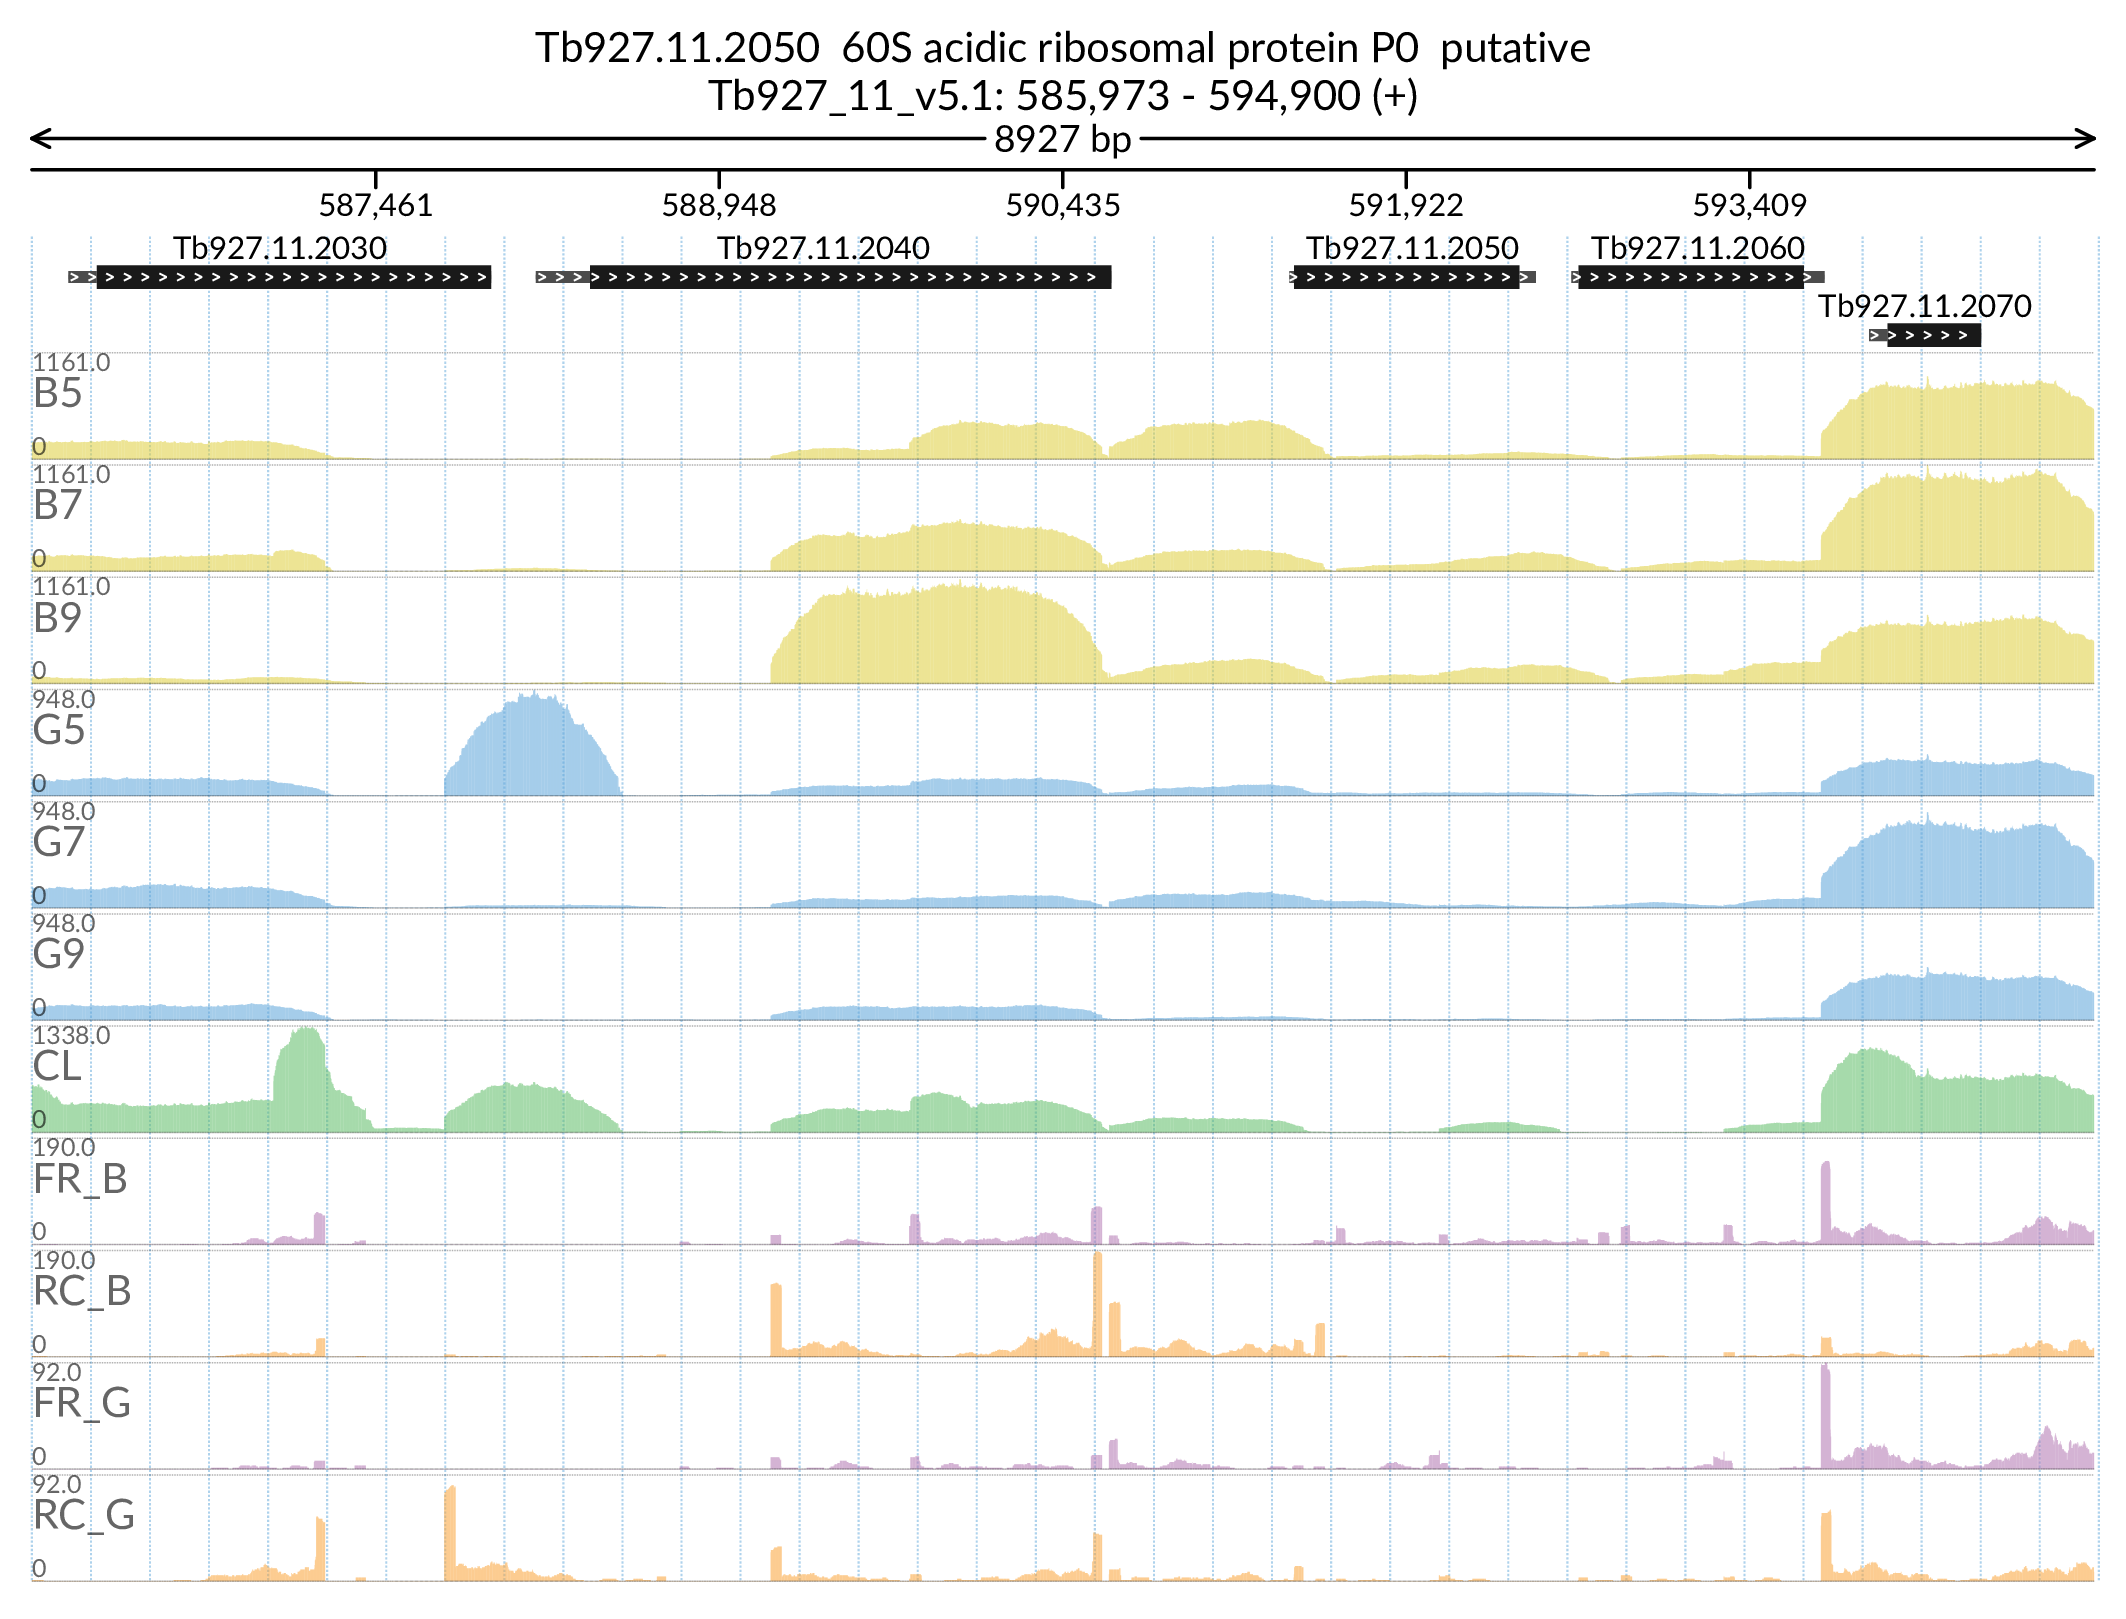 Tb927.11.2050  60S acidic ribosomal protein P0  putative
Tb927_11_v5.1: 585,973 - 594,900 (+)
8927 bp
587,461 588,948 590,435 591,922 593,409
Tb927.11.2030 Tb927.11.2040 Tb927.11.2050 Tb927.11.2060
Tb927.11.2070
1161.0
B5
0
1161.0
B7
0
1161.0
B9
0
948.0
G5
0
948.0
G7
0
948.0
G9
0
1338.0
CL
0
190.0
FR_B
0
190.0
RC_B
0
92.0
FR_G
0
92.0
RC_G
0